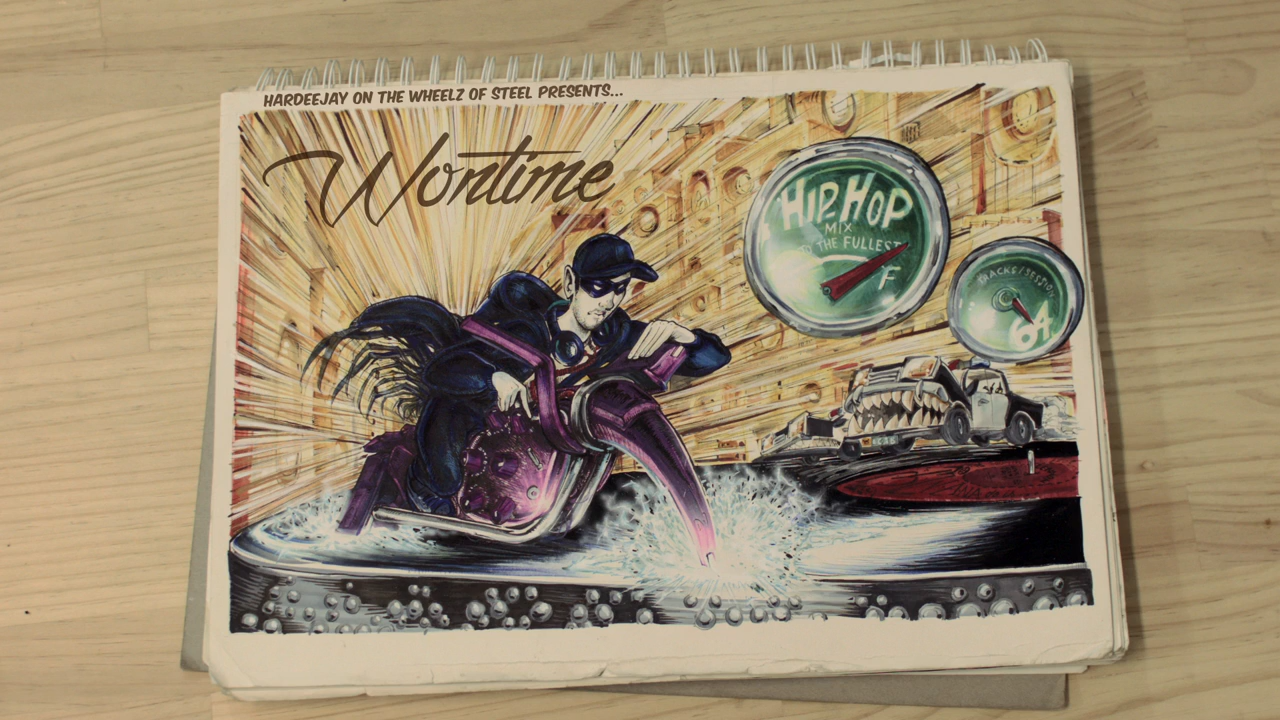 HARDEEJAY ON THE WHEELZ OF STEEL PRESENTS...
Wontime
HIP HOP
MIX
TO THE FULLEST
F
TRACKS/SESSION
64